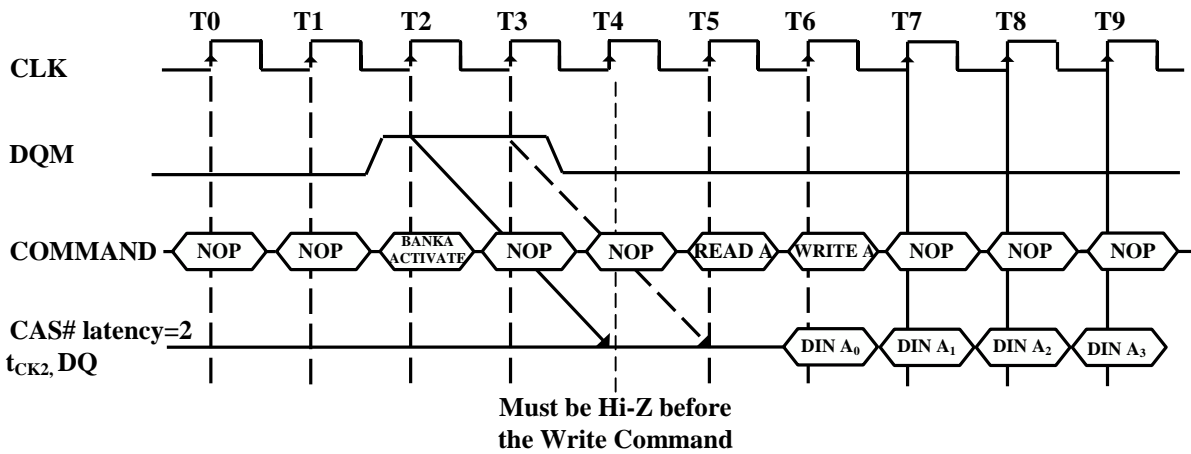 T0 T1 T2 T3 T4 T5 T6 T7 T8 T9
CLK
DQM
COMMAND NOP NOP BANKA ACTIVATE NOP NOP READ A WRITE A NOP NOP NOP
CAS# latency=2
tCK2, DQ DIN A0 DIN A1 DIN A2 DIN A3
Must be Hi-Z before
the Write Command